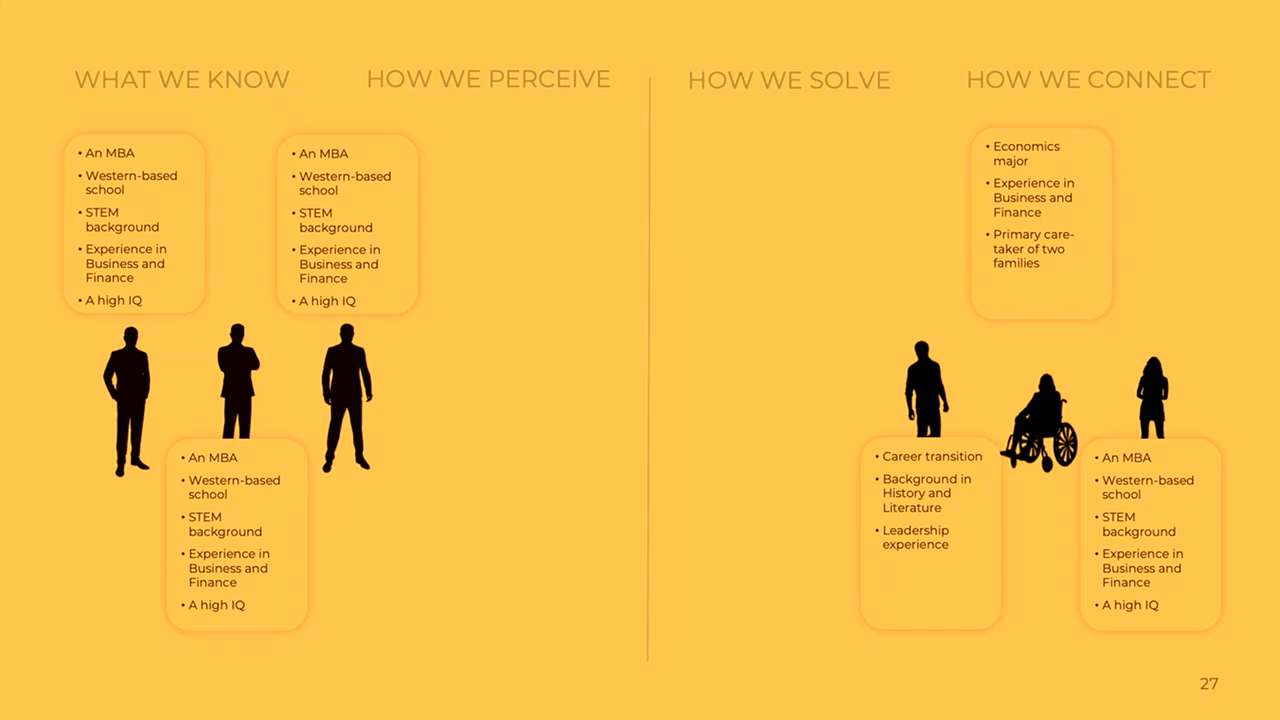 WHAT WE KNOW
HOW WE PERCEIVE
HOW WE SOLVE
HOW WE CONNECT
• An MBA
• Western-based
school
• STEM
background
• Experience in
Business and
Finance
• A high IQ
• An MBA
• Western-based
school
• STEM
background
• Experience in
Business and
Finance
• A high IQ
• An MBA
• Western-based
school
• STEM
background
• Experience in
Business and
Finance
• A high IQ
• Economics
major
• Experience in
Business and
Finance
• Primary care-
taker of two
families
• Career transition
• Background in
History and
Literature
• Leadership
experience
• An MBA
• Western-based
school
• STEM
background
• Experience in
Business and
Finance
• A high IQ
27